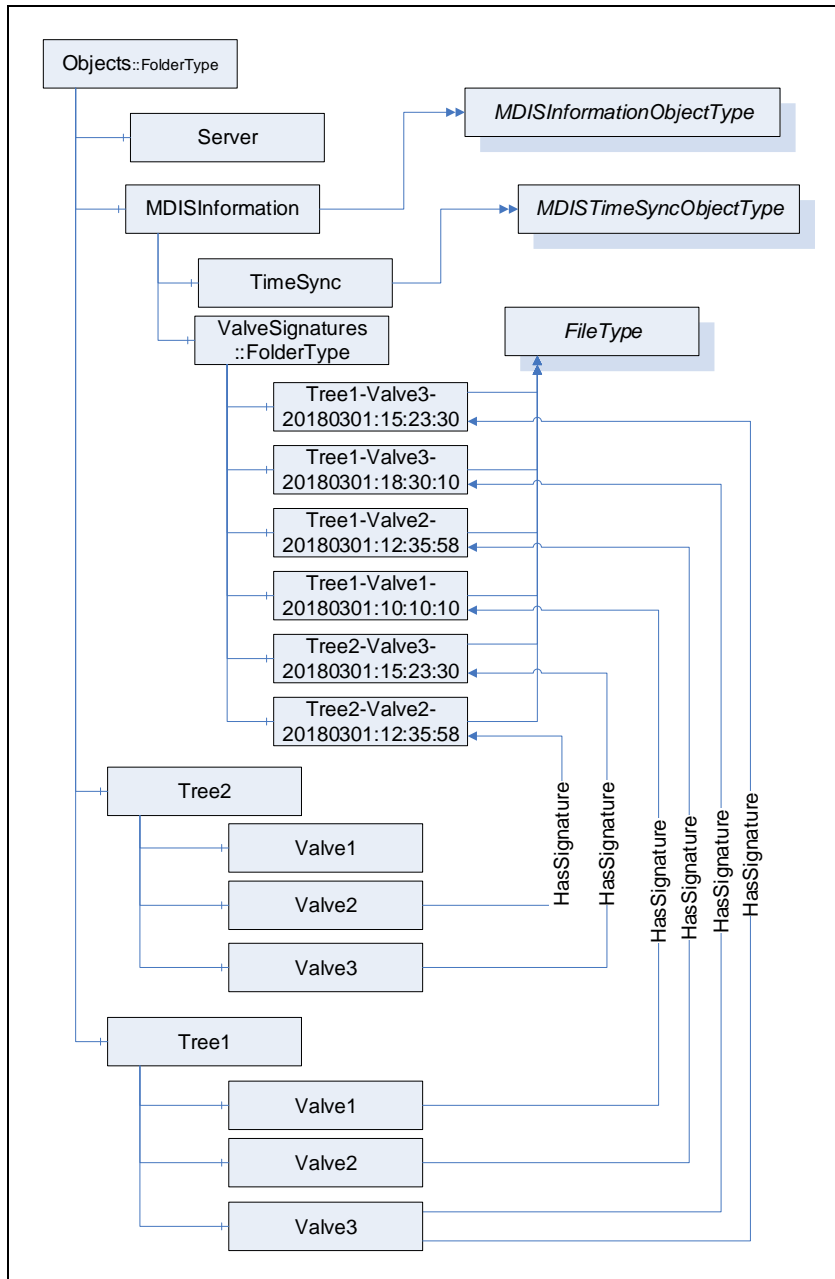 Objects::FolderType
MDISInformationObjectType
Server
MDISInformation
MDISTimeSyncObjectType
TimeSync
ValveSignatures
::FolderType
FileType
Tree1-Valve3-
20180301:15:23:30
Tree1-Valve3-
20180301:18:30:10
Tree1-Valve2-
20180301:12:35:58
Tree1-Valve1-
20180301:10:10:10
Tree2-Valve3-
20180301:15:23:30
Tree2-Valve2-
20180301:12:35:58
Tree2
Valve1
Valve2
Valve3
HasSignature
HasSignature
HasSignature
HasSignature
HasSignature
HasSignature
Tree1
Valve1
Valve2
Valve3